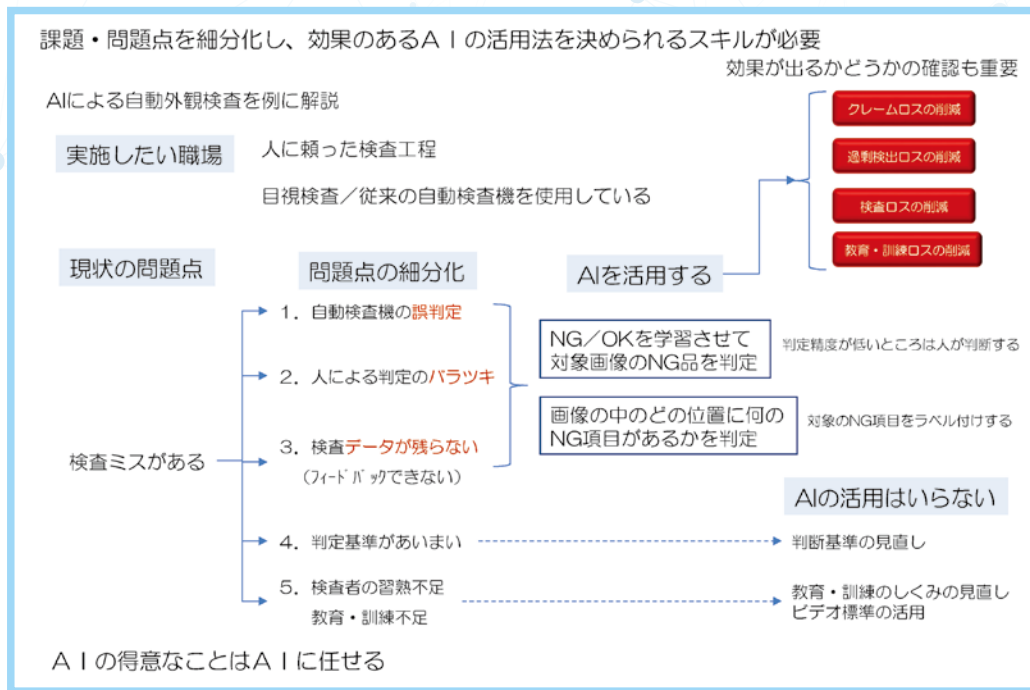 課題・問題点を細分化し、効果のあるAIの活用法を決められるスキルが必要
効果が出るかどうかの確認も重要
AIによる自動外観検査を例に解説
クレームロスの削減
過剰検出ロスの削減
検査ロスの削減
教育・訓練ロスの削減
実施したい職場
人に頼った検査工程
目視検査/従来の自動検査機を使用している
現状の問題点
問題点の細分化
AIを活用する
1. 自動検査機の誤判定
2. 人による判定のバラツキ
3. 検査データが残らない
(フィードバックできない)
NG/OKを学習させて
対象画像のNG品を判定
判定精度が低いところは人が判断する
画像の中のどの位置に何の
NG項目があるかを判定
対象のNG項目をラベル付けする
検査ミスがある
AIの活用はいらない
4. 判定基準があいまい
判断基準の見直し
5. 検査者の習熟不足
教育・訓練不足
教育・訓練のしくみの見直し
ビデオ標準の活用
AIの得意なことはAIに任せる